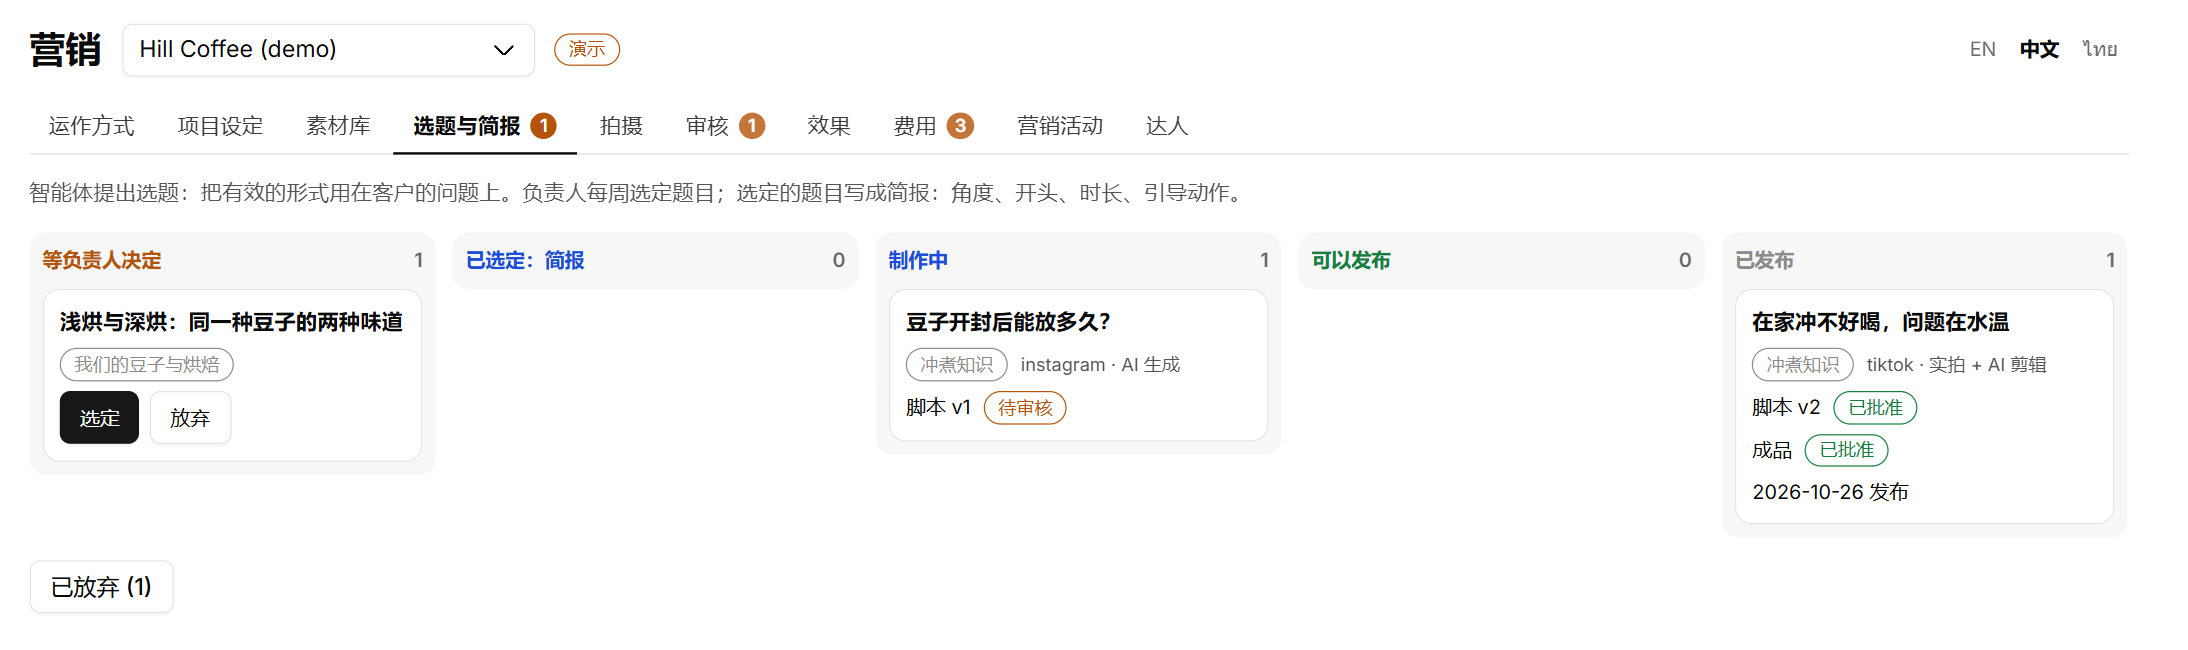 营销
Hill Coffee (demo)
演示
EN 中文 ไทย
运作方式 项目设定 素材库 选题与简报 1 拍摄 审核 1 效果 费用 3 营销活动 达人
智能体提出选题：把有效的形式用在客户的问题上。负责人每周选定题目；选定的题目写成简报：角度、开头、时长、引导动作。
等负责人决定 1
浅烘与深烘：同一种豆子的两种味道
我们的豆子与烘焙
选定 放弃
已选定：简报 0
制作中 1
豆子开封后能放多久？
冲煮知识 instagram · AI 生成
脚本 v1 待审核
可以发布 0
已发布 1
在家冲不好喝，问题在水温
冲煮知识 tiktok · 实拍 + AI 剪辑
脚本 v2 已批准
成品 已批准
2026-10-26 发布
已放弃 (1)